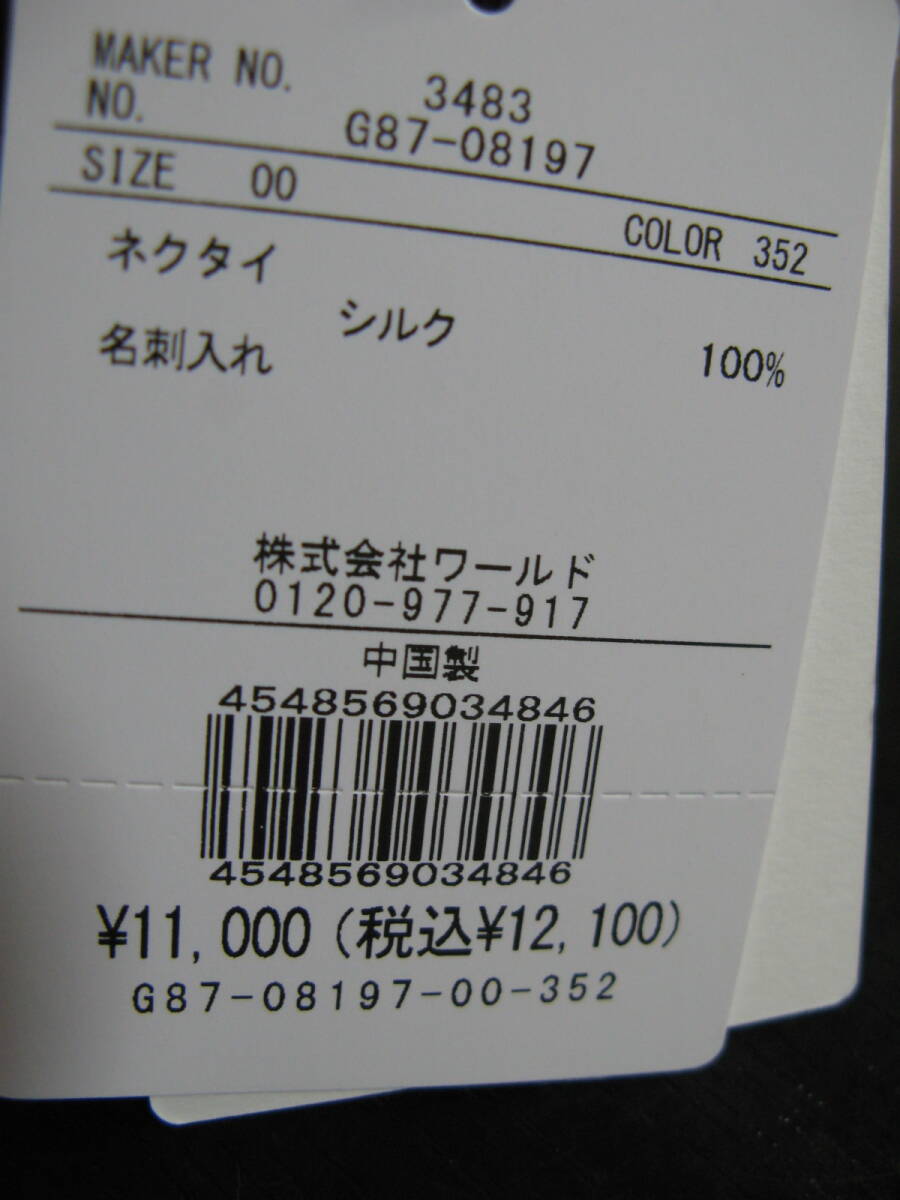 MAKER NO. 3483
NO. G87-08197
SIZE 00 COLOR 352
ネクタイ
シルク 100%
名刺入れ
株式会社ワールド
0120-977-917
中国製
4548569034846
4548569034846
¥11,000(税込¥12,100)
G87-08197-00-352